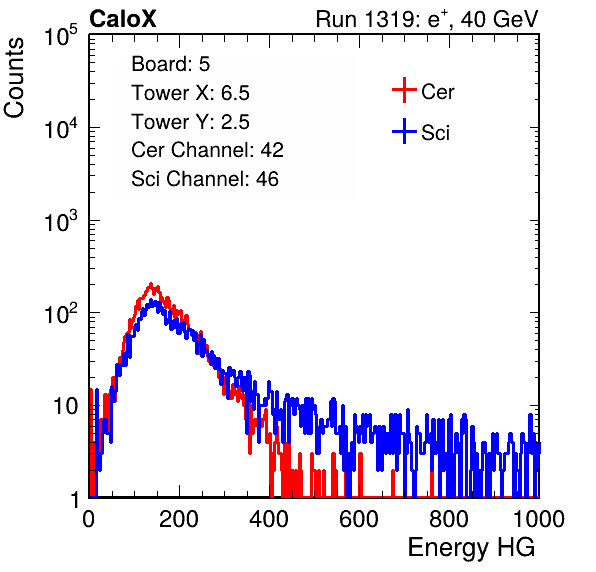 CaloX Run 1319: e⁺, 40 GeV
Counts
Board: 5
Tower X: 6.5
Tower Y: 2.5
Cer Channel: 42
Sci Channel: 46
Cer
Sci
10⁵
10⁴
10³
10²
10
1
0 200 400 600 800 1000
Energy HG